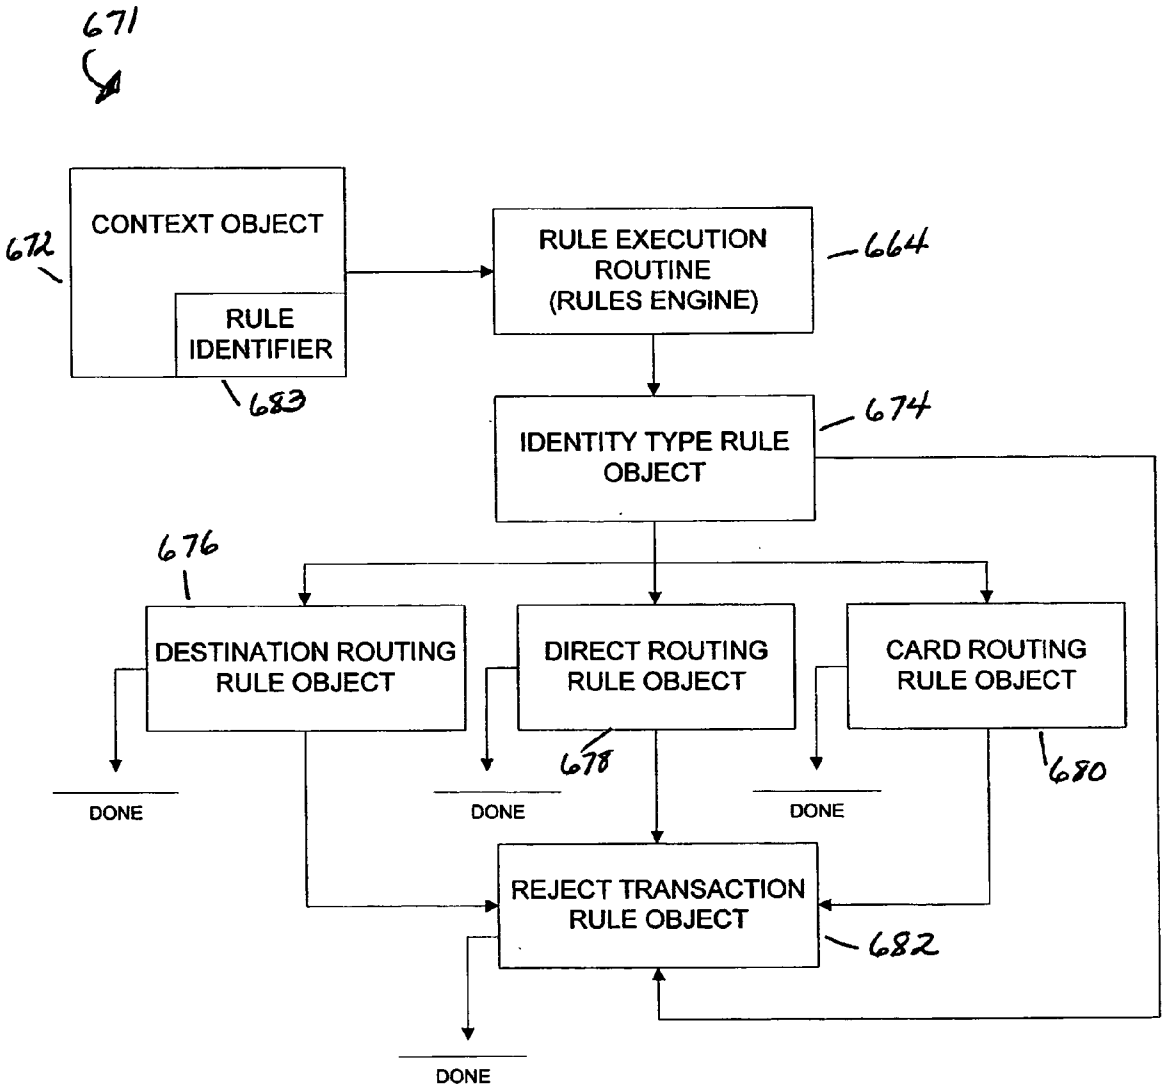 671
CONTEXT OBJECT
672
RULE
IDENTIFIER
683
RULE EXECUTION
ROUTINE
(RULES ENGINE)
664
IDENTITY TYPE RULE
OBJECT
674
676
DESTINATION ROUTING
RULE OBJECT
DIRECT ROUTING
RULE OBJECT
678
CARD ROUTING
RULE OBJECT
680
DONE
DONE
DONE
REJECT TRANSACTION
RULE OBJECT
682
DONE